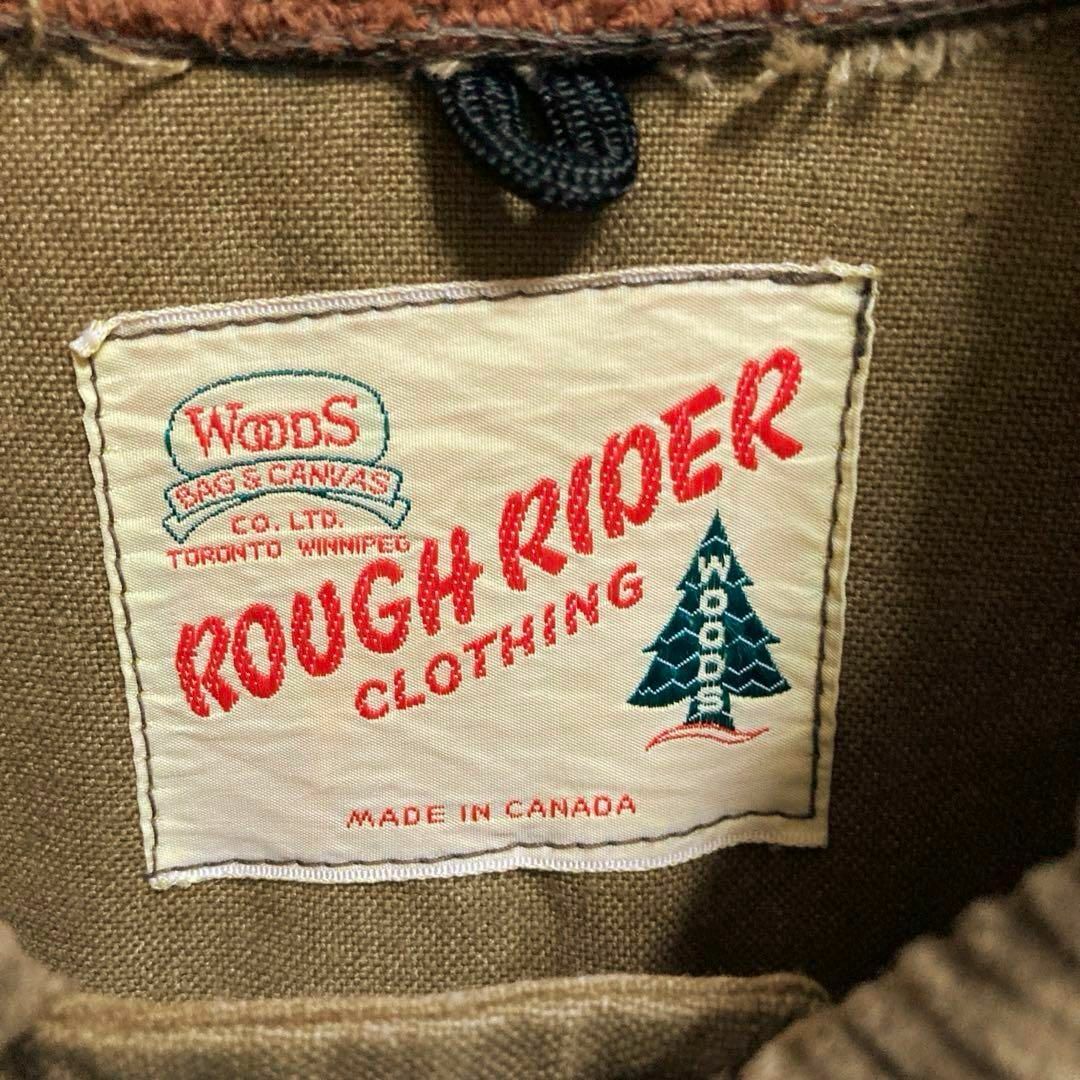 WOODS
BAG & CANVAS
CO. LTD.
TORONTO WINNIPEG
ROUGH RIDER
CLOTHING
WOODS
MADE IN CANADA